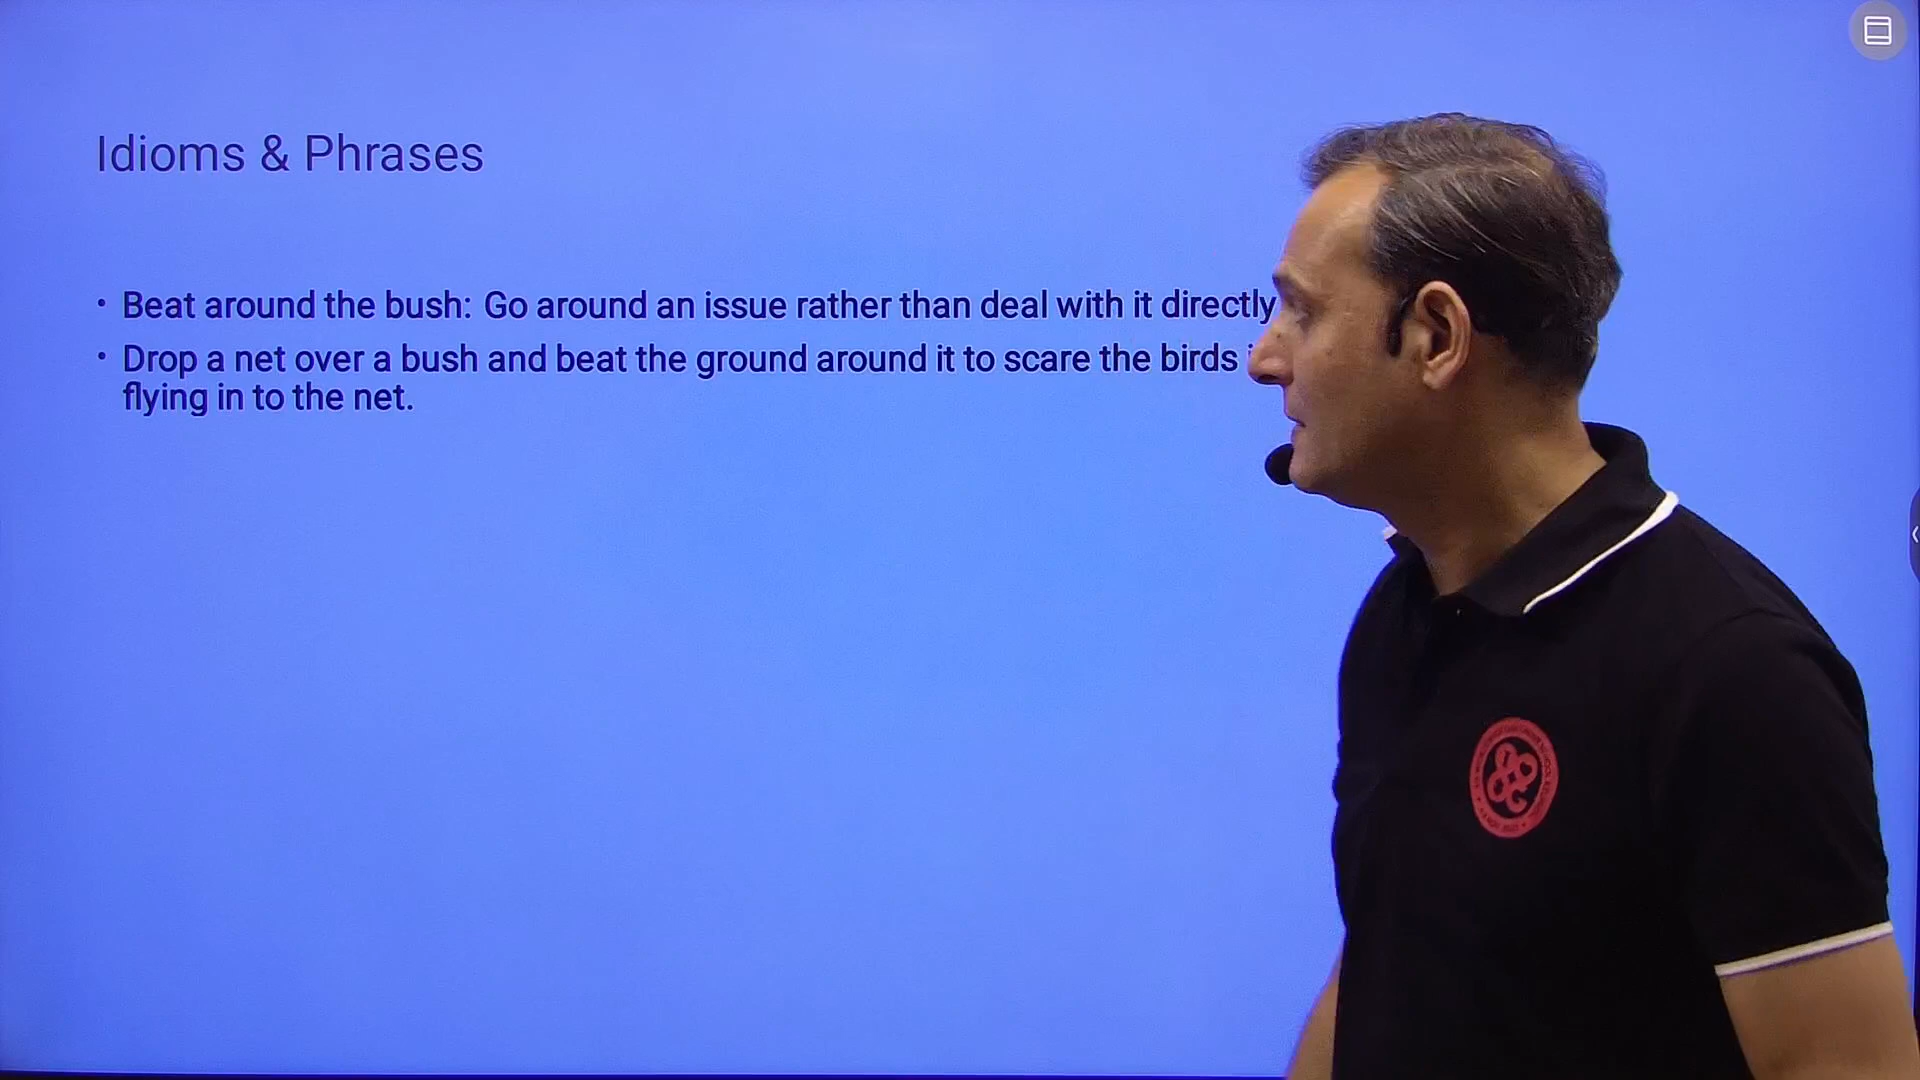 Idioms & Phrases
• Beat around the bush: Go around an issue rather than deal with it directly
• Drop a net over a bush and beat the ground around it to scare the birds
flying in to the net.